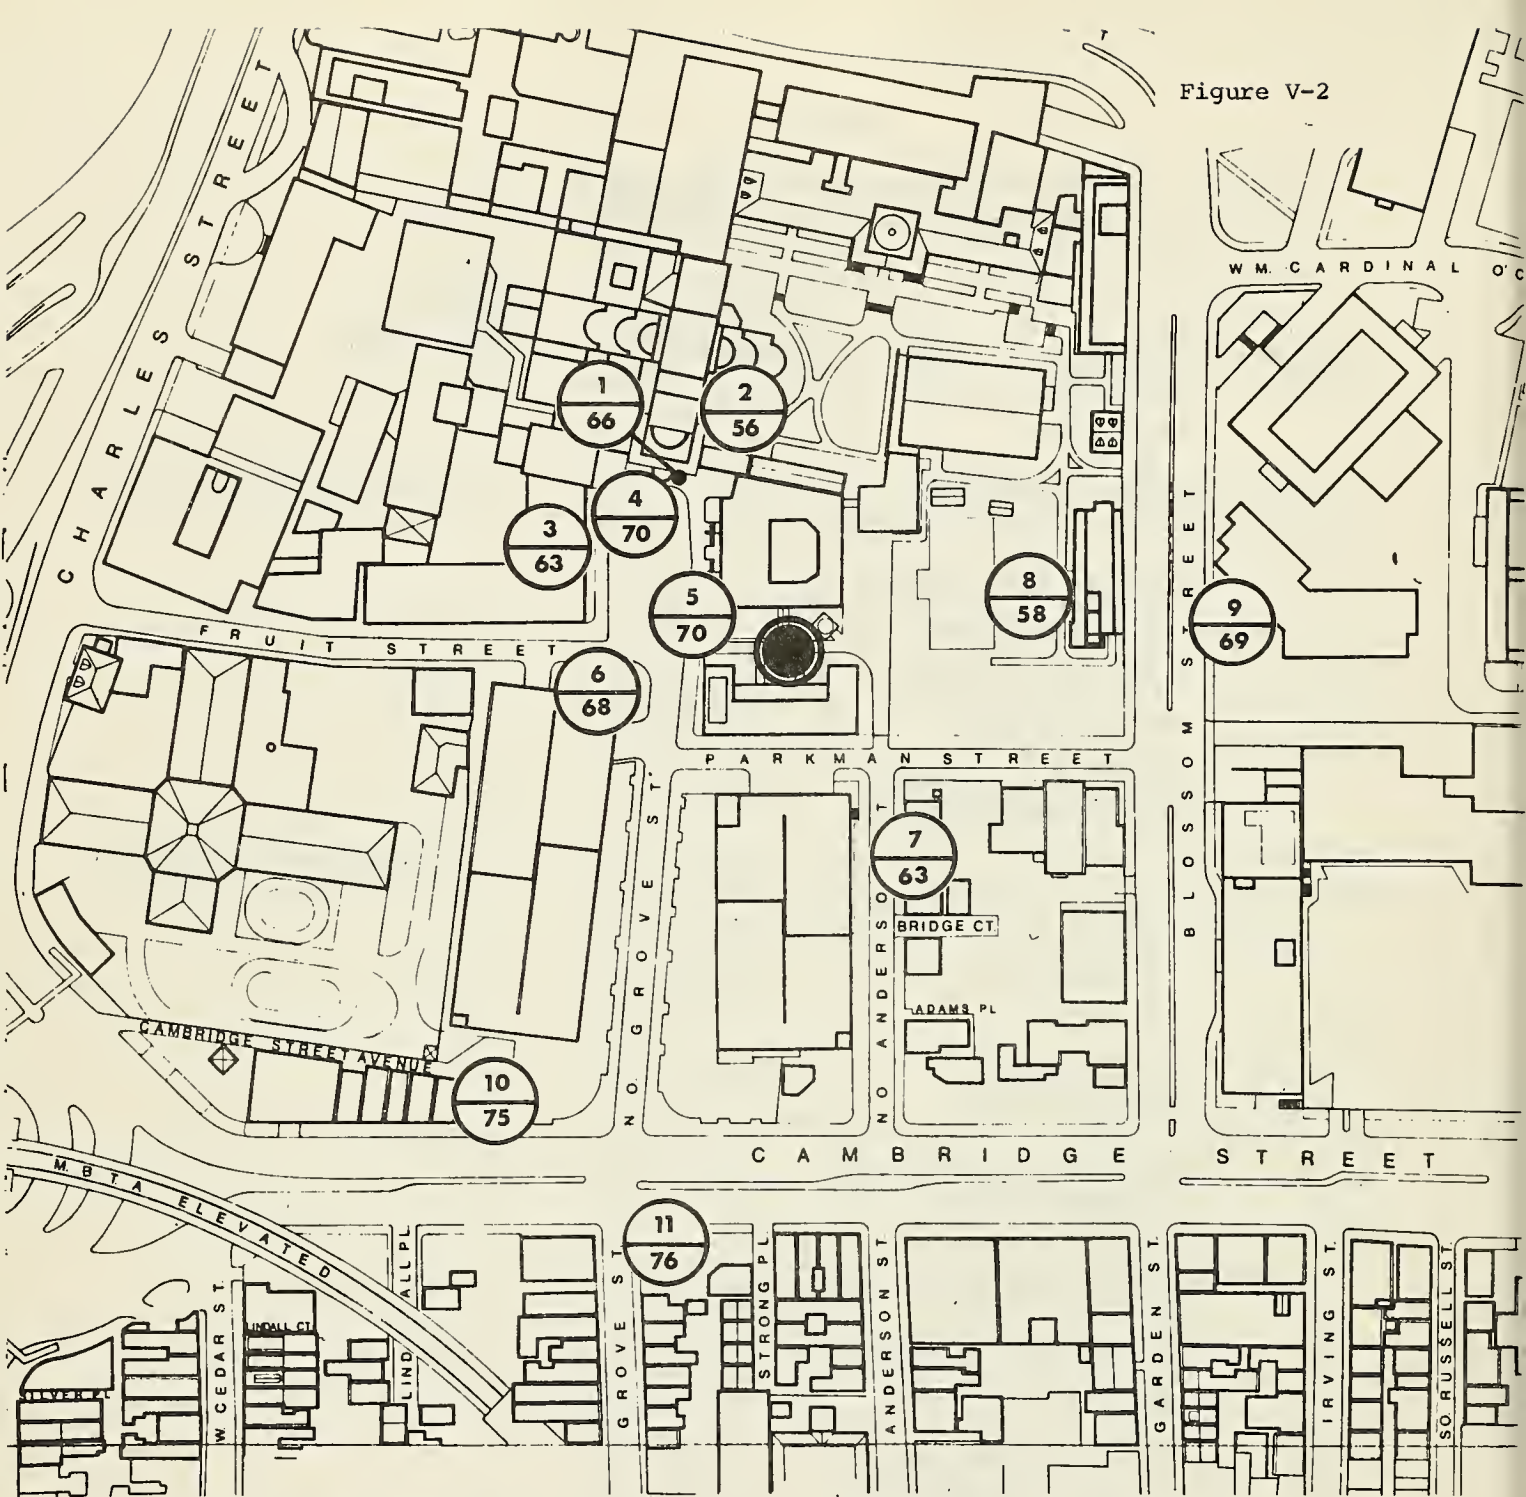 T
Figure V-2
CHARLES STREET
WM. CARDINAL O'C
1
66
2
56
3
63
4
70
5
70
8
58
9
69
FRUIT STREET
6
68
BLOSSOM STREET
PARKMAN STREET
7
63
NO GROVE ST.
NO ANDERSO
BRIDGE CT.
ADAMS PL
CAMBRIDGE STREET AVENUE
10
75
CAMBRIDGE STREET
M.B.T.A ELEVATED
11
76
W. CEDAR ST.
LINDALL CT.
LIND ALL PL
GROVE ST
STRONG PL.
ANDERSON ST.
GARDEN ST.
IRVING ST.
SO. RUSSELL ST.